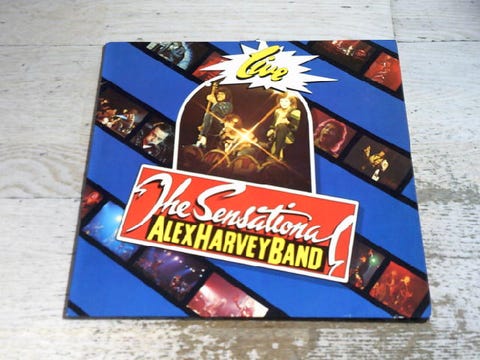 Live
The Sensational
ALEX HARVEY BAND